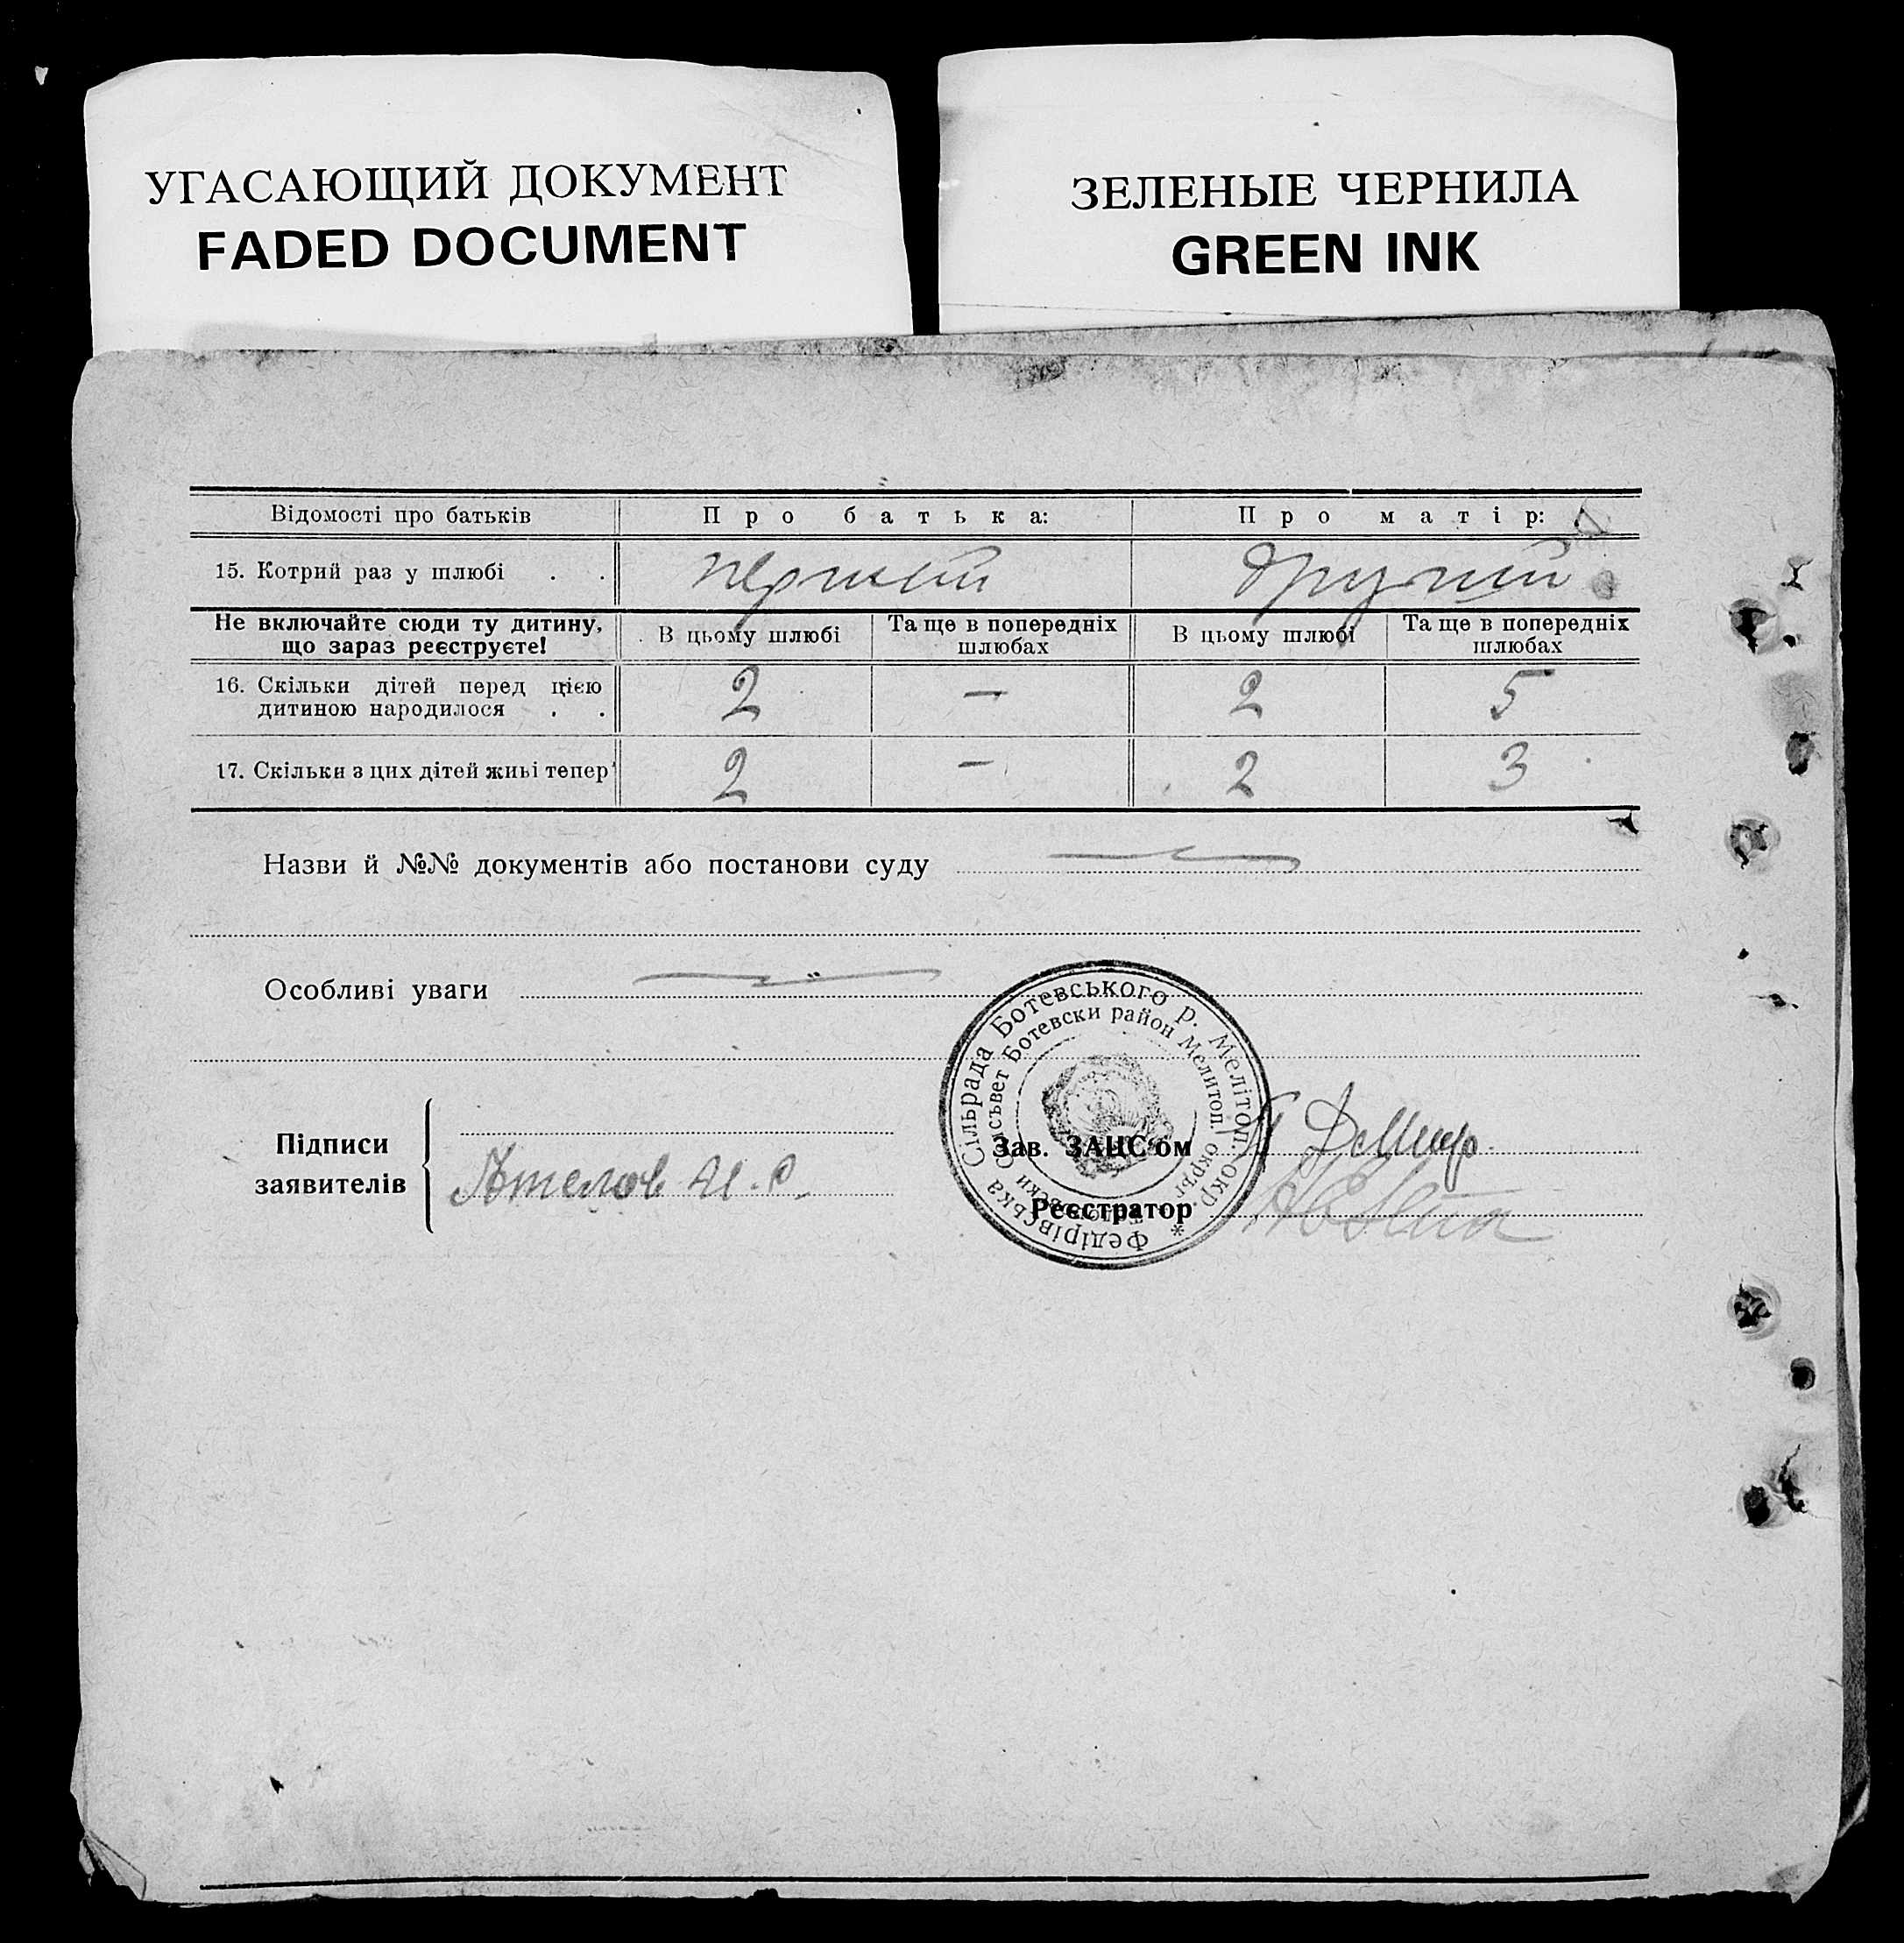 УГАСАЮЩИЙ ДОКУМЕНТ
FADED DOCUMENT
ЗЕЛЕНЫЕ ЧЕРНИЛА
GREEN INK
Відомості про батьків
Про батька:
Про матір:
15. Котрий раз у шлюбі . .
перший
другий
Не включайте сюди ту дитину,
що зараз реєструєте!
В цьому шлюбі
Та ще в попередніх
шлюбах
В цьому шлюбі
Та ще в попередніх
шлюбах
16. Скільки дітей перед цією
дитиною народилося . .
2
—
2
5
17. Скільки з цих дітей живі тепер
2
—
2
3
Назви й №№ документів або постанови суду
Особливі уваги
Підписи
заявителів
Зав. ЗАЦС'ом
Реєстратор
Федірівська Сільрада Ботевського р. Мелітоп. окр. *
Сельсъвет Ботевски район Мелитоп. окръг